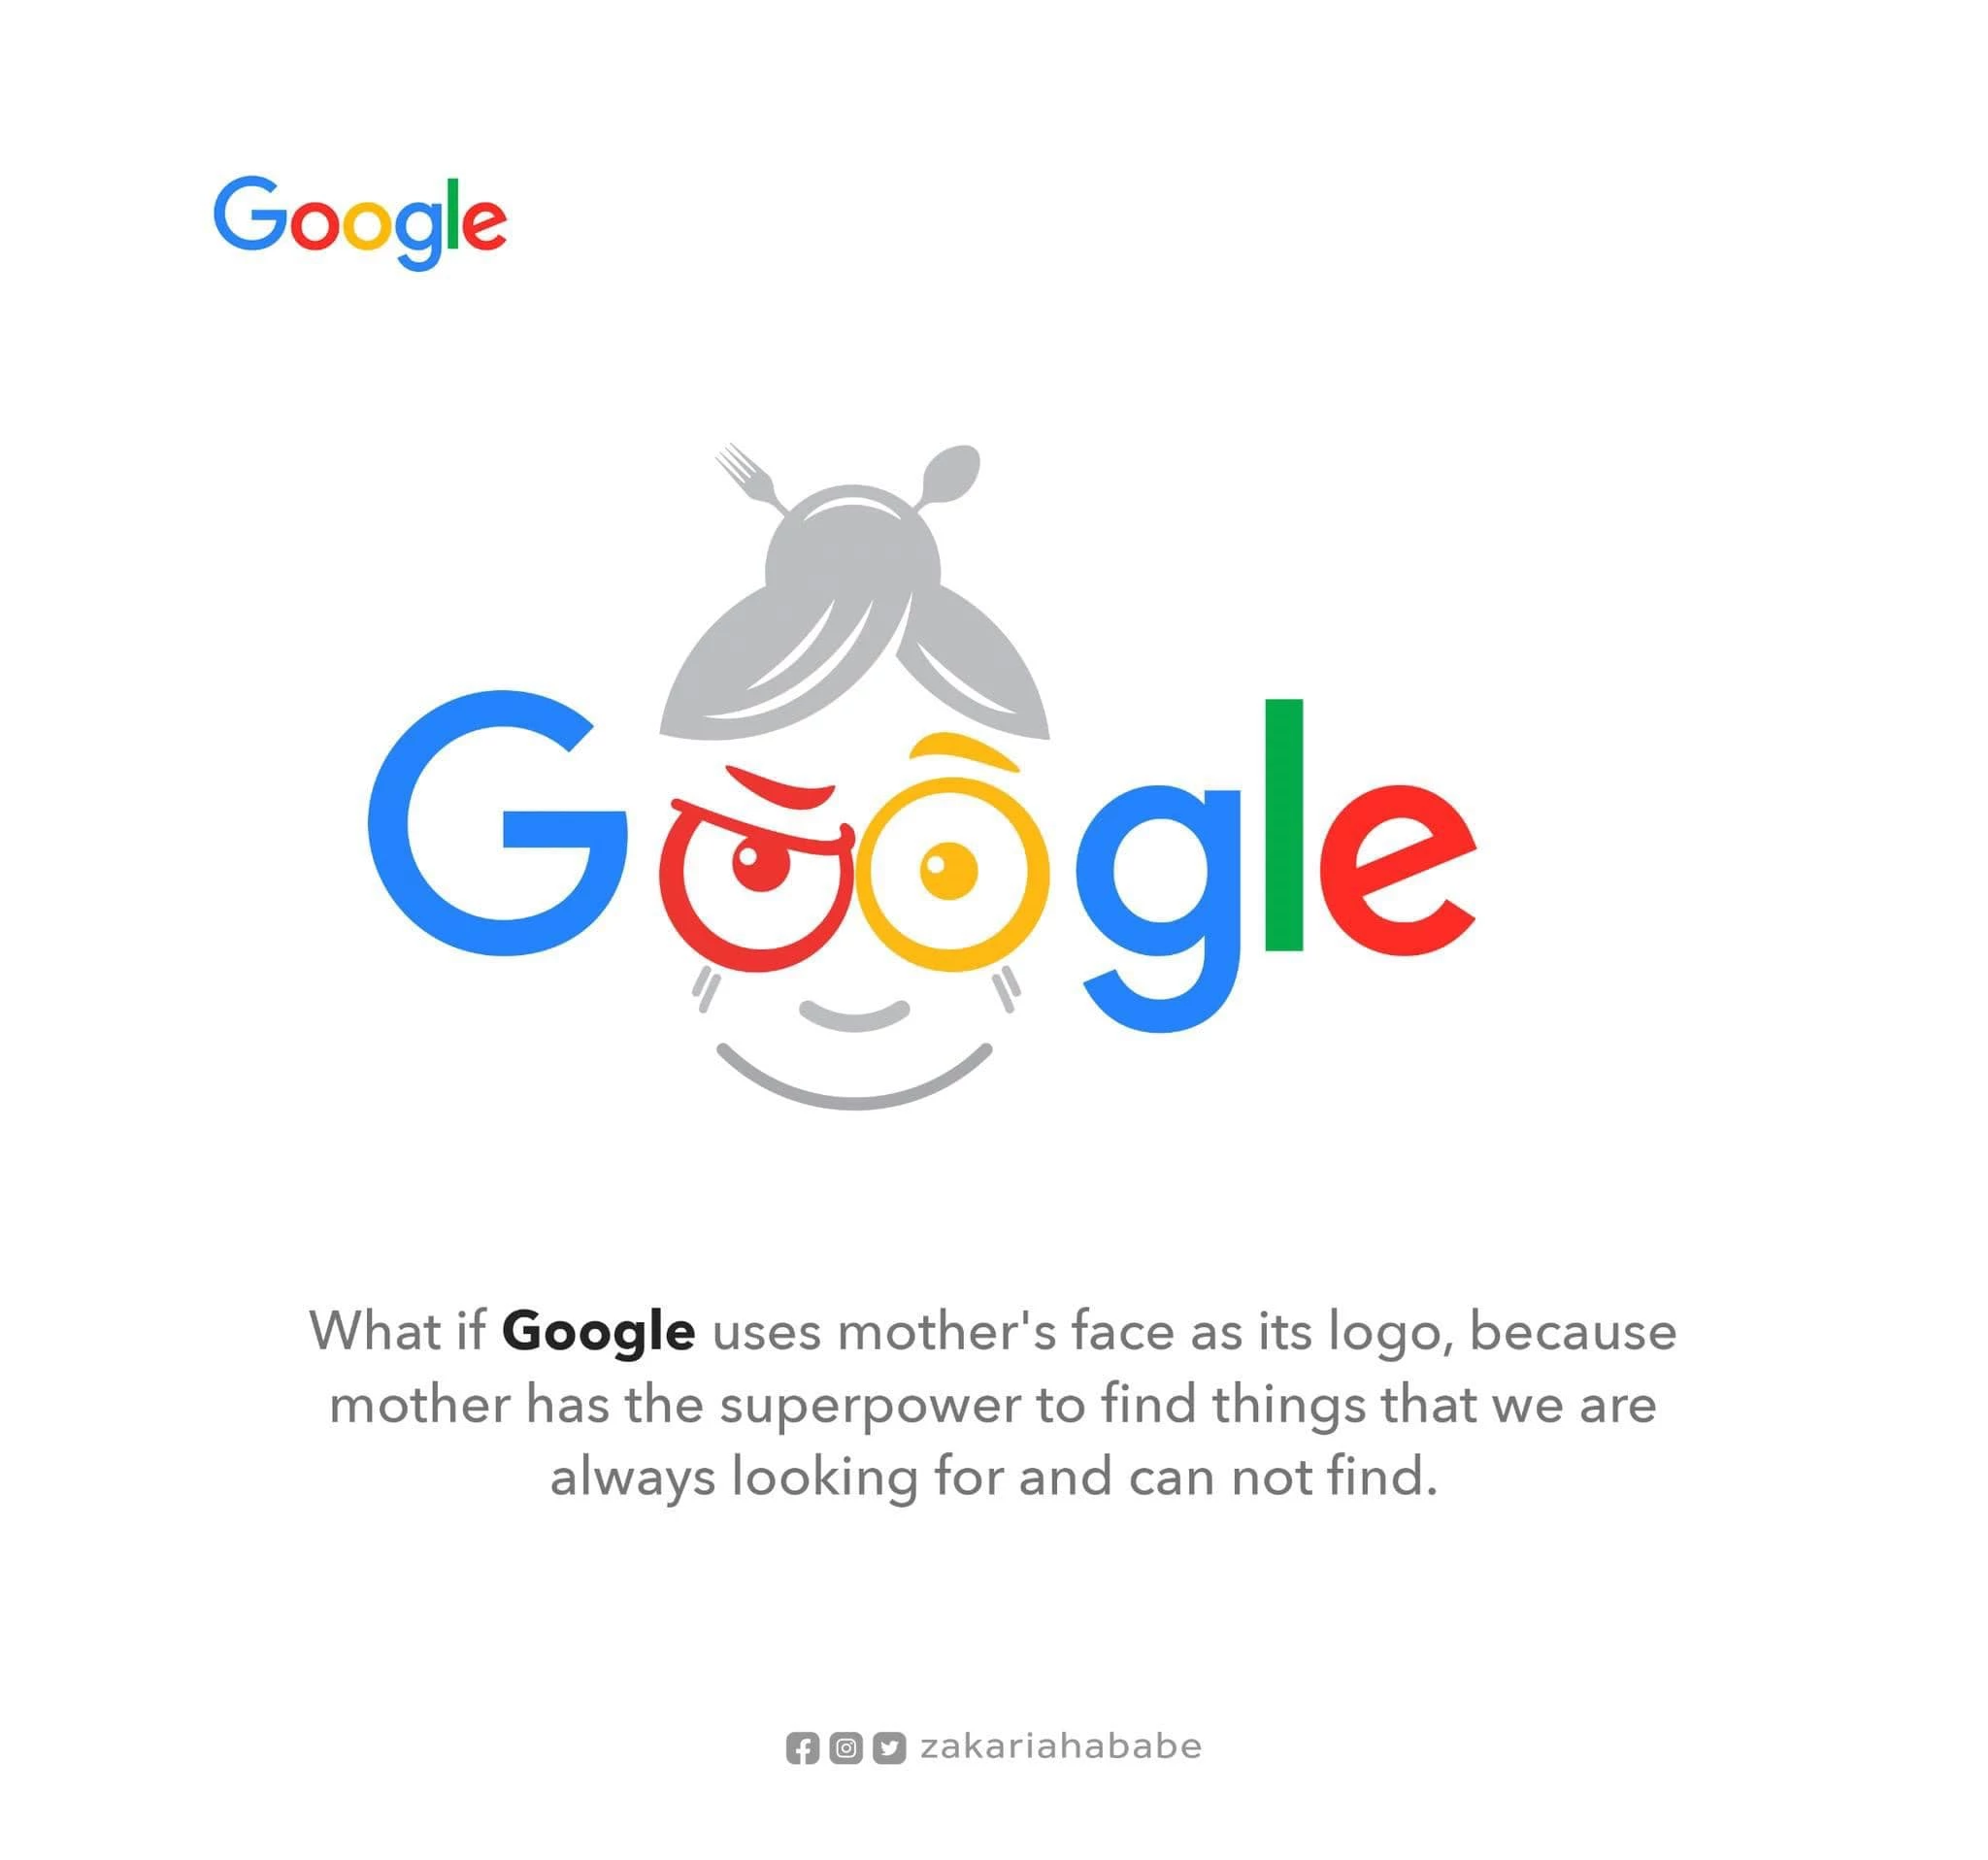 Google
Google
What if Google uses mother's face as its logo, because
mother has the superpower to find things that we are
always looking for and can not find.
zakariahababe